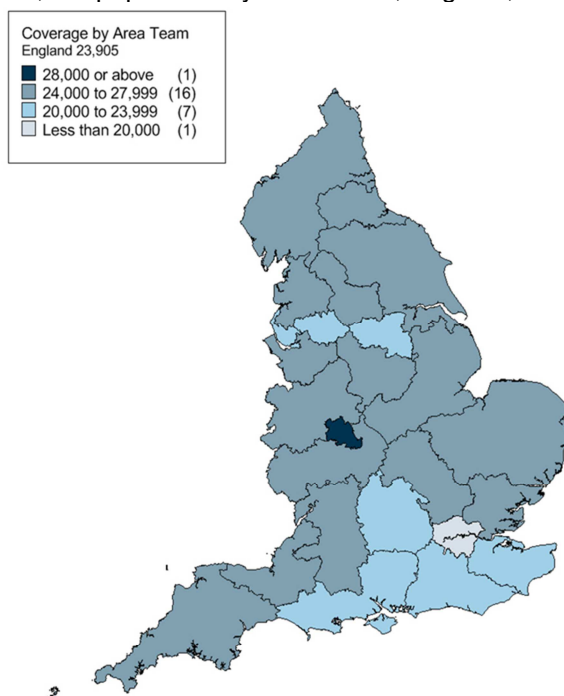 Coverage by Area Team
England 23,905
28,000 or above (1)
24,000 to 27,999 (16)
20,000 to 23,999 (7)
Less than 20,000 (1)